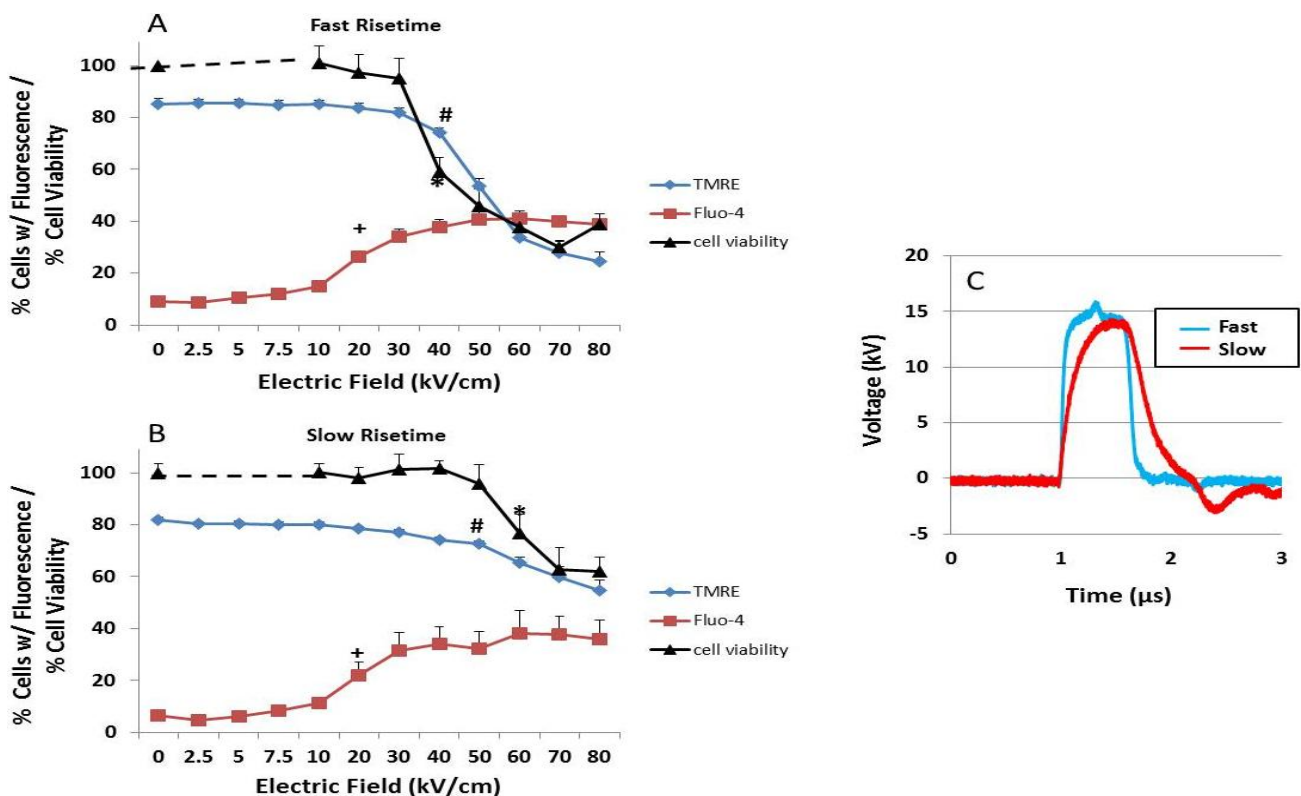 A
Fast Risetime
% Cells w/ Fluorescence /
% Cell Viability
100
80
60
40
20
0
#
*
+
0 2.5 5 7.5 10 20 30 40 50 60 70 80
Electric Field (kV/cm)
TMRE
Fluo-4
cell viability
B
Slow Risetime
% Cells w/ Fluorescence /
% Cell Viability
100
80
60
40
20
0
*
#
+
0 2.5 5 7.5 10 20 30 40 50 60 70 80
Electric Field (kV/cm)
TMRE
Fluo-4
cell viability
C
Voltage (kV)
20
15
10
5
0
-5
Fast
Slow
0 1 2 3
Time (µs)